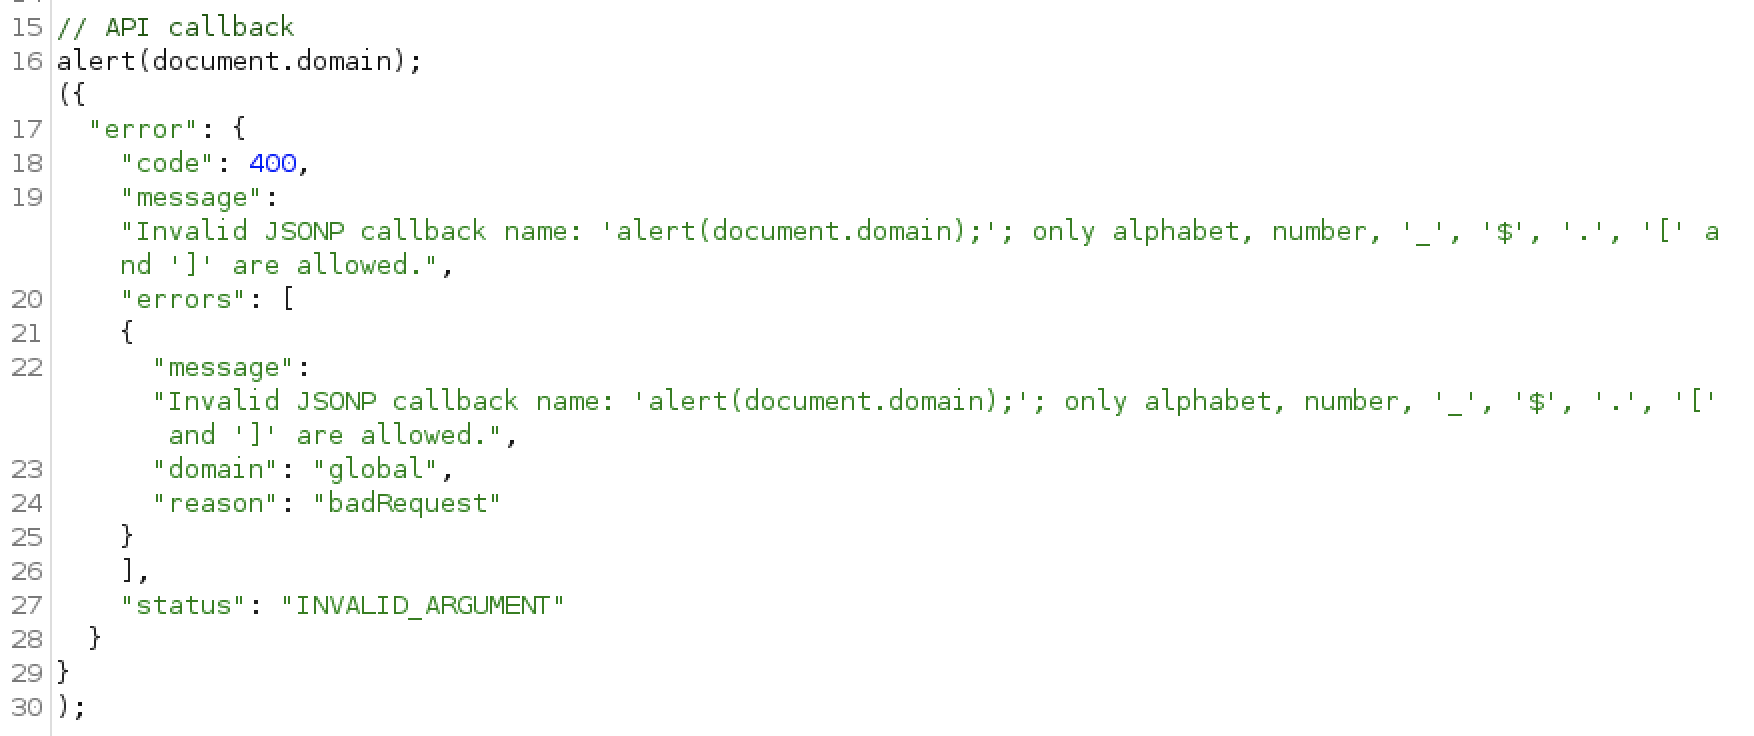 15 // API callback
16 alert(document.domain);
({
17 "error": {
18 "code": 400,
19 "message":
"Invalid JSONP callback name: 'alert(document.domain);'; only alphabet, number, '_', '$', '.', '[' a
nd ']' are allowed.",
20 "errors": [
21 {
22 "message":
"Invalid JSONP callback name: 'alert(document.domain);'; only alphabet, number, '_', '$', '.', '['
and ']' are allowed.",
23 "domain": "global",
24 "reason": "badRequest"
25 }
26 ],
27 "status": "INVALID_ARGUMENT"
28 }
29 }
30 );